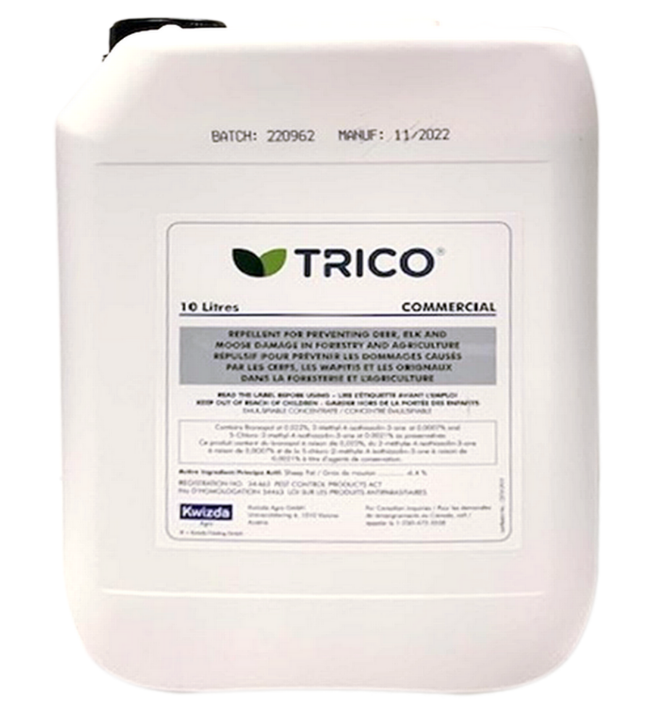 BATCH: 220962 MANUF: 11/2022
TRICO®
10 Litres COMMERCIAL
REPELLENT FOR PREVENTING DEER, ELK AND
MOOSE DAMAGE IN FORESTRY AND AGRICULTURE
RÉPULSIF POUR PRÉVENIR LES DOMMAGES CAUSÉS
PAR LES CERFS, LES WAPITIS ET LES ORIGNAUX
DANS LA FORESTERIE ET L'AGRICULTURE
READ THE LABEL BEFORE USING - LIRE L'ÉTIQUETTE AVANT L'EMPLOI
KEEP OUT OF REACH OF CHILDREN - GARDER HORS DE LA PORTÉE DES ENFANTS
EMULSIFIABLE CONCENTRATE / CONCENTRÉ ÉMULSIFIABLE
Contains Bronopol at 0.022%, 2-methyl-4-isothiazolin-3-one at 0.0007% and
5-Chloro-2-methyl-4-isothiazolin-3-one at 0.0021% as preservatives
Ce produit contient du bronopol à raison de 0,022%, du 2-méthyl-4-isothiazolin-3-one
à raison de 0,0007% et de la 5-chloro-2-méthyle-4-isothiazolin-3-one à raison de
0,0021% à titre d'agents de conservation.
Active Ingredient/Principe Actif: Sheep Fat / Gras de mouton 6.4 %
REGISTRATION NO. PEST CONTROL PRODUCTS ACT
NO D'HOMOLOGATION LOI SUR LES PRODUITS ANTIPARASITAIRES
Kwizda
Agro
Kwizda Agro GmbH
Universitätsring 6, 1010 Vienna
Austria
For Canadian Inquiries / Pour les demandes
de renseignements au Canada, call /
® = Kwizda Holding GmbH